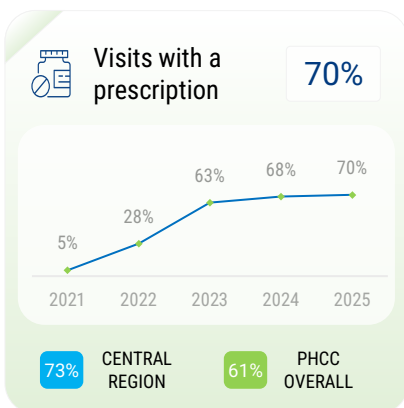 Visits with a
prescription
70%
5%
28%
63%
68%
70%
2021
2022
2023
2024
2025
73%
CENTRAL
REGION
61%
PHCC
OVERALL